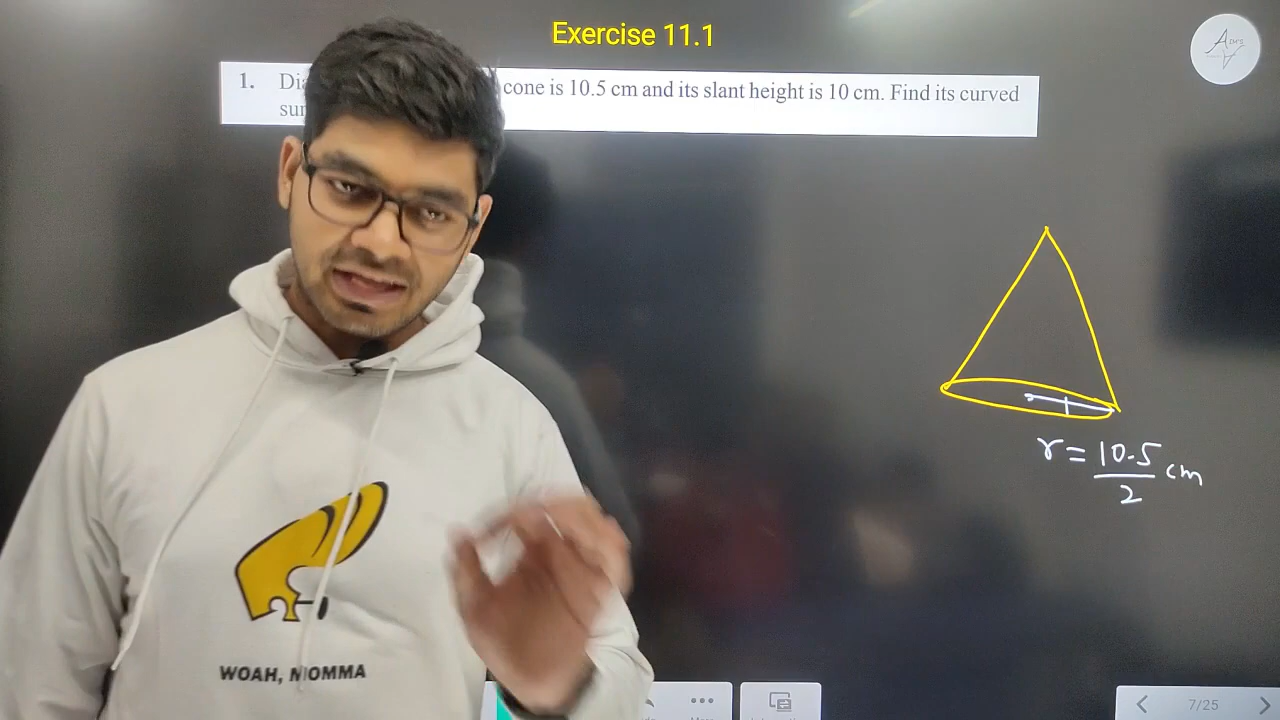 Exercise 11.1
1. Di cone is 10.5 cm and its slant height is 10 cm. Find its curved
sur
r = 10.5
2 cm
WOAH, MOMMA
7/25